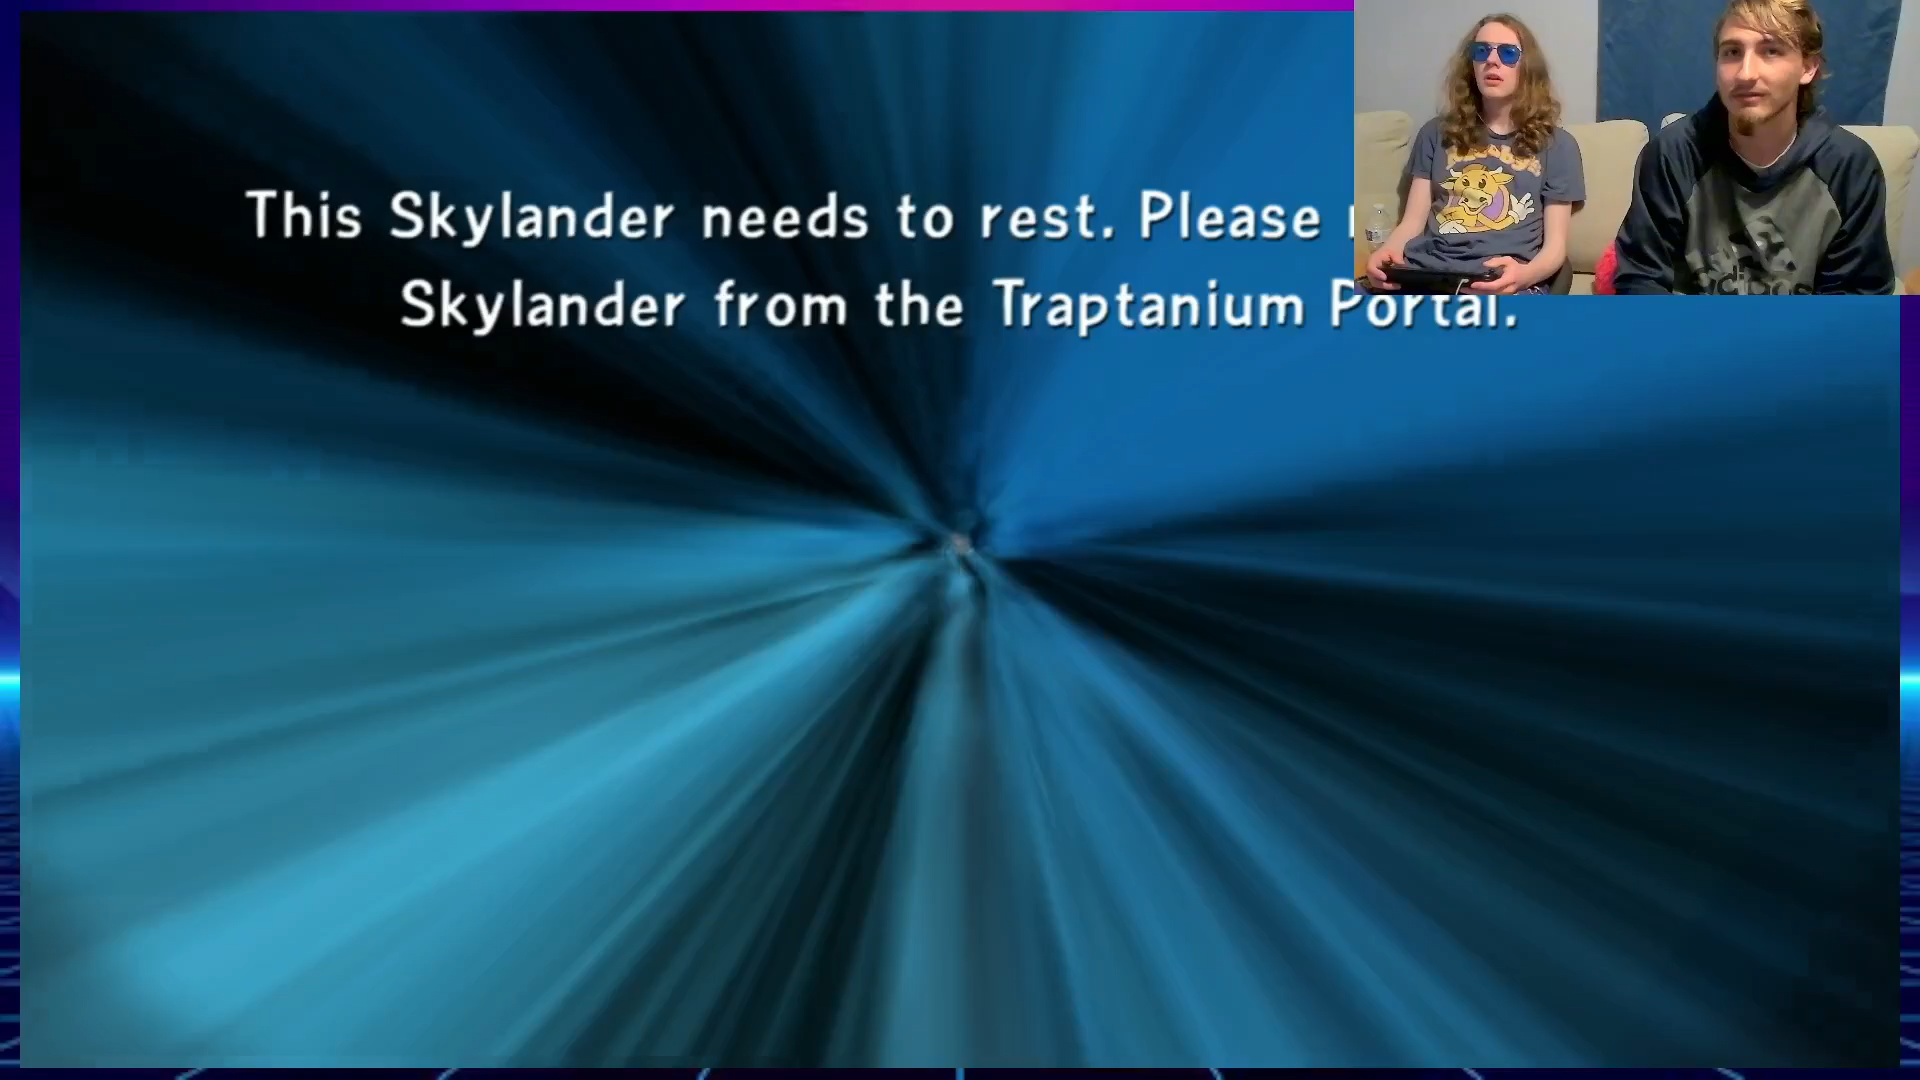 This Skylander needs to rest. Please
Skylander from the Traptanium Portal.